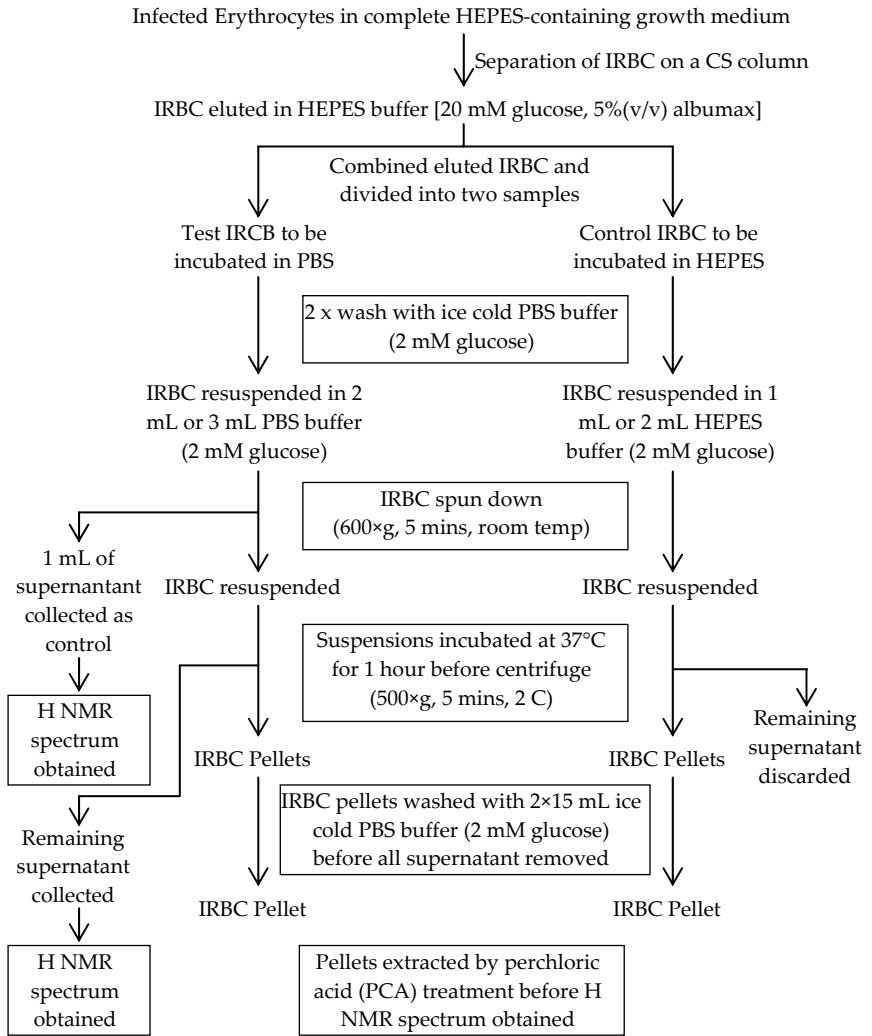 Infected Erythrocytes in complete HEPES-containing growth medium
Separation of IRBC on a CS column
IRBC eluted in HEPES buffer [20 mM glucose, 5%(v/v) albumax]
Combined eluted IRBC and
divided into two samples
Test IRCB to be
incubated in PBS
Control IRBC to be
incubated in HEPES
2 x wash with ice cold PBS buffer
(2 mM glucose)
IRBC resuspended in 2
mL or 3 mL PBS buffer
(2 mM glucose)
IRBC resuspended in 1
mL or 2 mL HEPES
buffer (2 mM glucose)
IRBC spun down
(600×g, 5 mins, room temp)
1 mL of
supernantant
collected as
control
IRBC resuspended
IRBC resuspended
Suspensions incubated at 37°C
for 1 hour before centrifuge
(500×g, 5 mins, 2 C)
H NMR
spectrum
obtained
IRBC Pellets
IRBC Pellets
Remaining
supernatant
discarded
IRBC pellets washed with 2×15 mL ice
cold PBS buffer (2 mM glucose)
before all supernatant removed
Remaining
supernatant
collected
IRBC Pellet
IRBC Pellet
H NMR
spectrum
obtained
Pellets extracted by perchloric
acid (PCA) treatment before H
NMR spectrum obtained